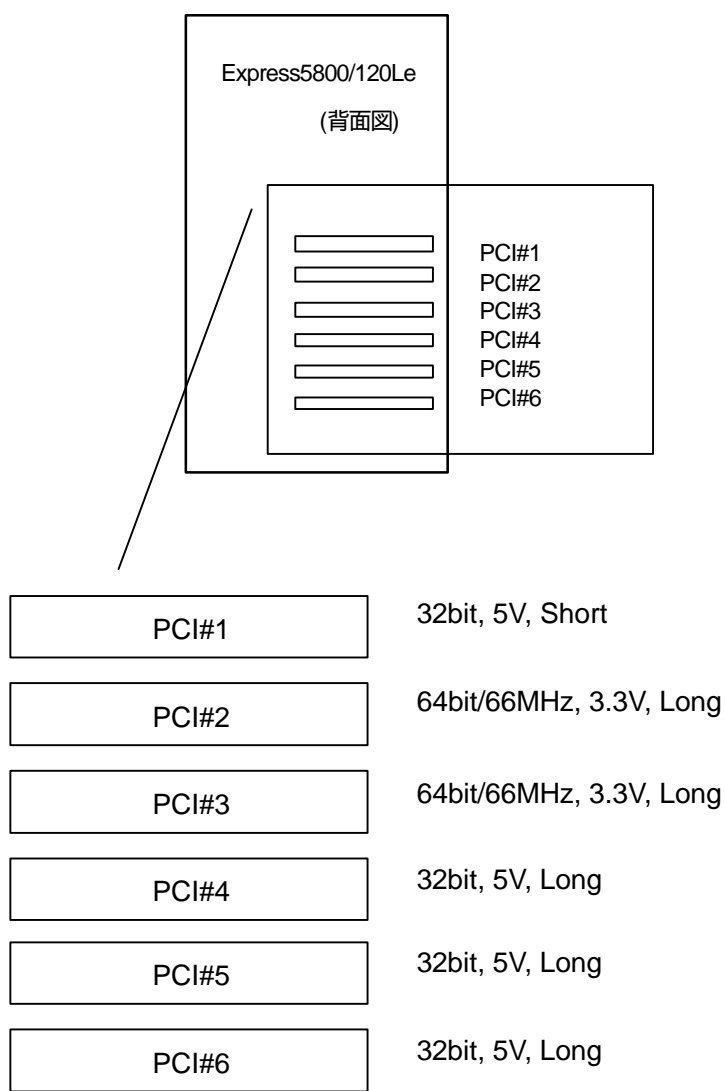 Express5800/120Le
(背面図)
PCI#1
PCI#2
PCI#3
PCI#4
PCI#5
PCI#6
PCI#1 32bit, 5V, Short
PCI#2 64bit/66MHz, 3.3V, Long
PCI#3 64bit/66MHz, 3.3V, Long
PCI#4 32bit, 5V, Long
PCI#5 32bit, 5V, Long
PCI#6 32bit, 5V, Long